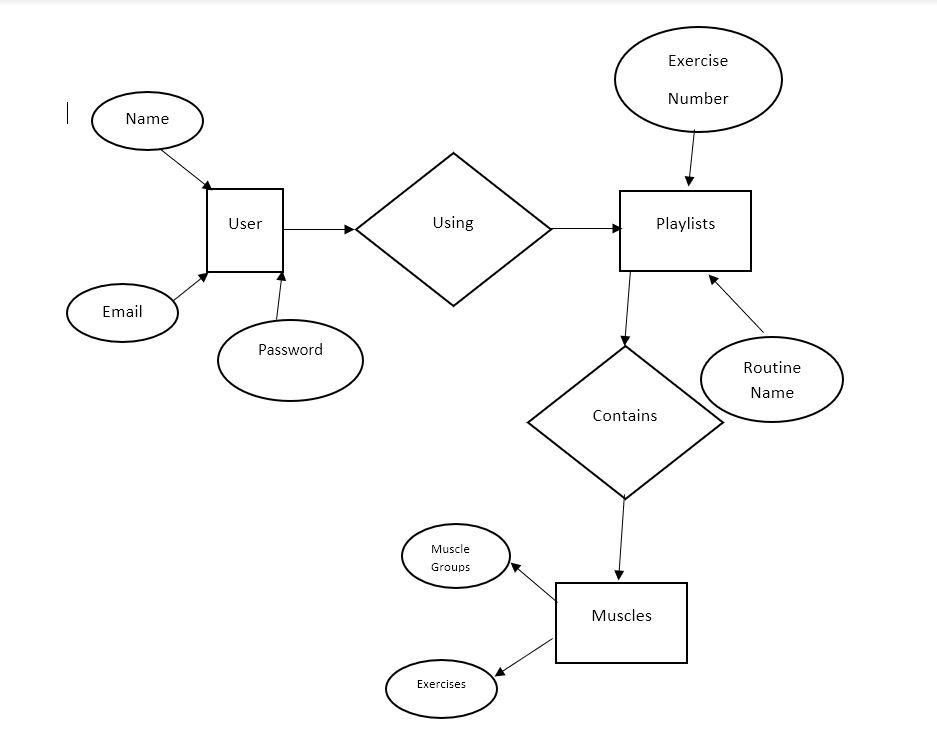 Exercise
Number
Name
User
Using
Playlists
Email
Password
Routine
Name
Contains
Muscle
Groups
Muscles
Exercises